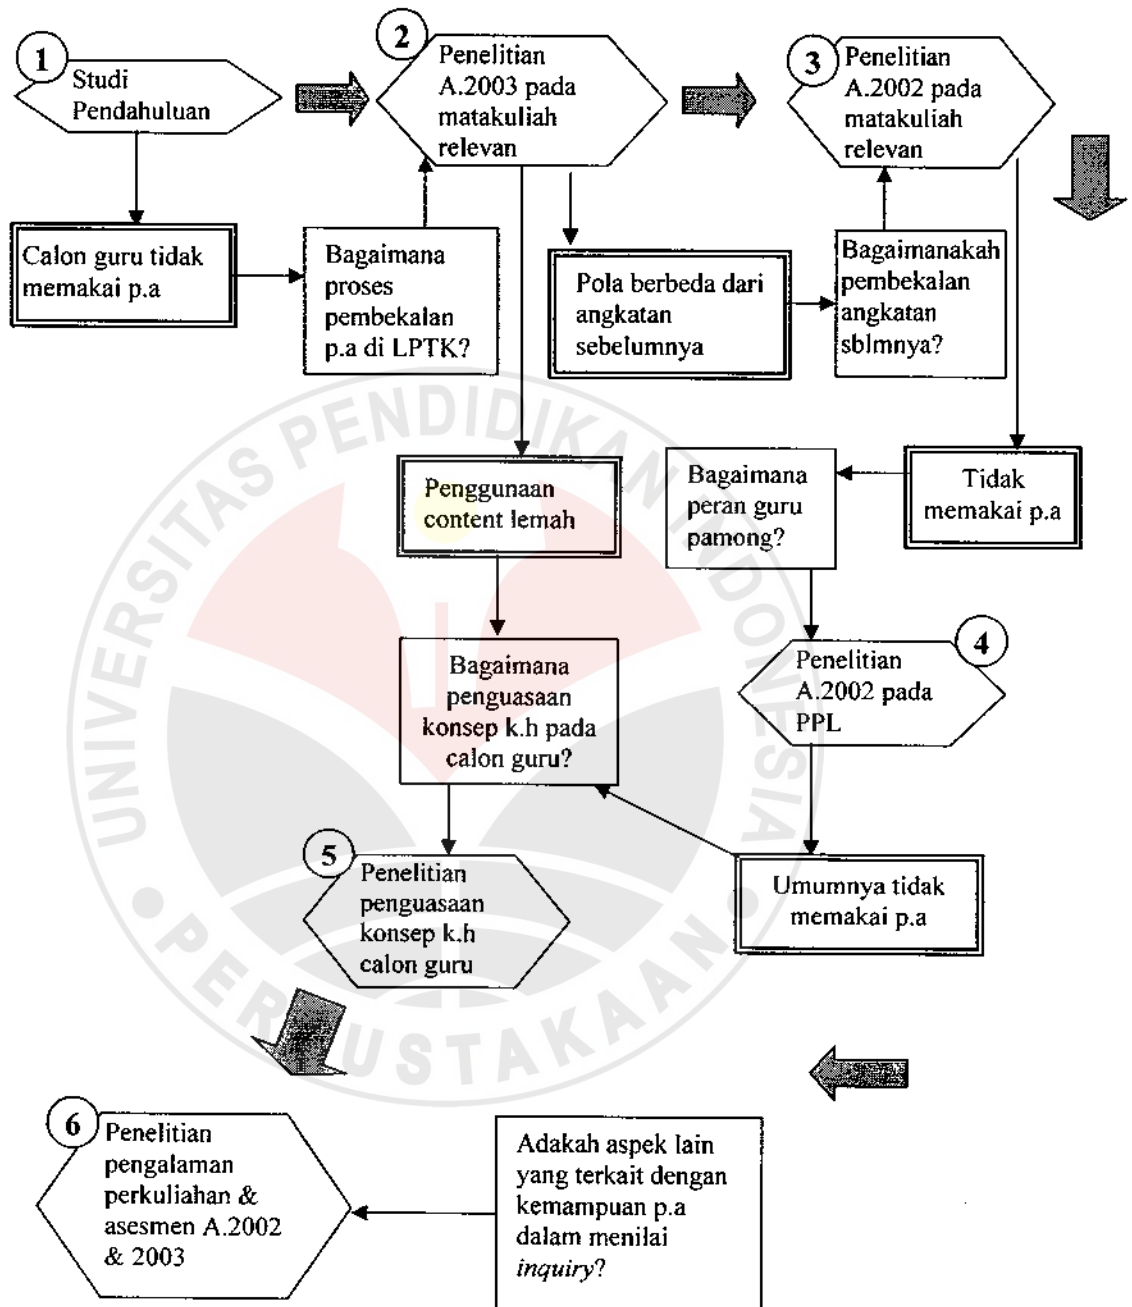 1
Studi
Pendahuluan
2
Penelitian
A.2003 pada
matakuliah
relevan
3
Penelitian
A.2002 pada
matakuliah
relevan
Calon guru tidak
memakai p.a
Bagaimana
proses
pembekalan
p.a di LPTK?
Pola berbeda dari
angkatan
sebelumnya
Bagaimanakah
pembekalan
angkatan
sblmnya?
Penggunaan
content lemah
Bagaimana
peran guru
pamong?
Tidak
memakai p.a
Bagaimana
penguasaan
konsep k.h pada
calon guru?
4
Penelitian
A.2002 pada
PPL
5
Penelitian
penguasaan
konsep k.h
calon guru
Umumnya tidak
memakai p.a
6
Penelitian
pengalaman
perkuliahan &
asesmen A.2002
& 2003
Adakah aspek lain
yang terkait dengan
kemampuan p.a
dalam menilai
inquiry?
UNIVERSITAS PENDIDIKAN INDONESIA
PERPUSTAKAAN